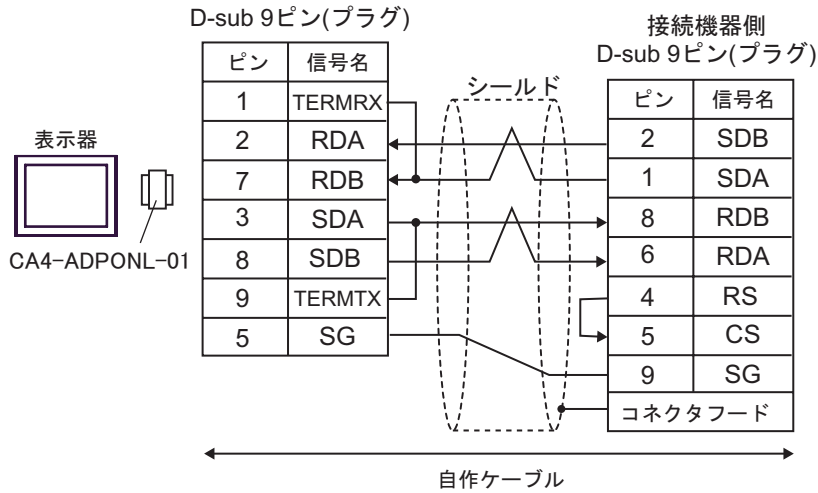 D-sub 9ピン(プラグ)
ピン 信号名
1 TERMRX
2 RDA
7 RDB
3 SDA
8 SDB
9 TERMTX
5 SG
表示器
CA4-ADPONL-01
シールド
接続機器側
D-sub 9ピン(プラグ)
ピン 信号名
2 SDB
1 SDA
8 RDB
6 RDA
4 RS
5 CS
9 SG
コネクタフード
自作ケーブル